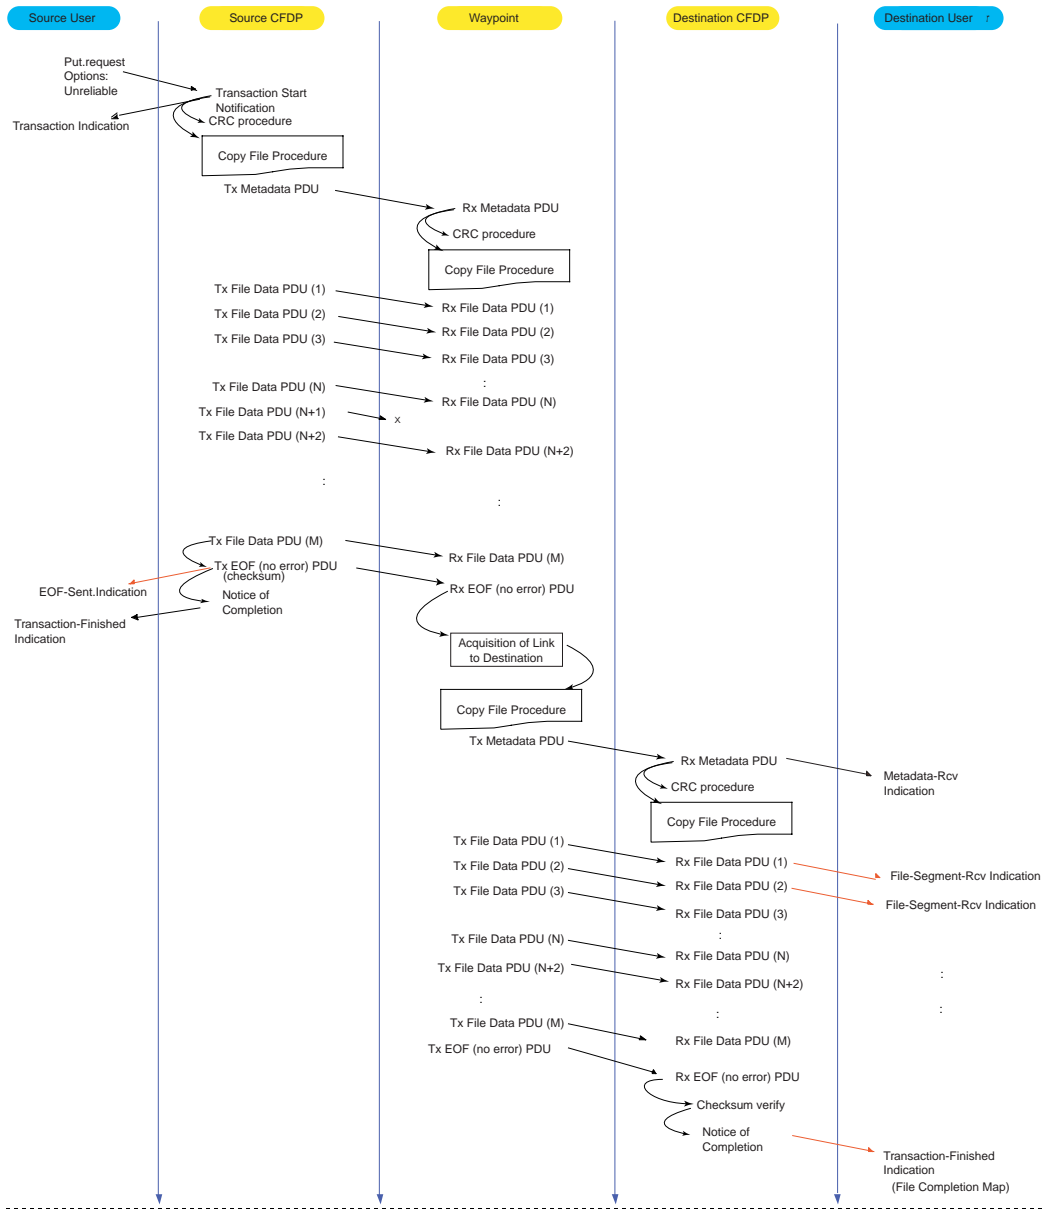 Source User
Source CFDP
Waypoint
Destination CFDP
Destination User
Put.request
Options:
Unreliable
Transaction Start
Notification
CRC procedure
Transaction Indication
Copy File Procedure
Tx Metadata PDU
Rx Metadata PDU
CRC procedure
Copy File Procedure
Tx File Data PDU (1)
Rx File Data PDU (1)
Tx File Data PDU (2)
Rx File Data PDU (2)
Tx File Data PDU (3)
Rx File Data PDU (3)
:
Tx File Data PDU (N)
Rx File Data PDU (N)
Tx File Data PDU (N+1)
x
Tx File Data PDU (N+2)
Rx File Data PDU (N+2)
:
:
Tx File Data PDU (M)
Rx File Data PDU (M)
Tx EOF (no error) PDU
(checksum)
Rx EOF (no error) PDU
EOF-Sent.Indication
Notice of
Completion
Transaction-Finished
Indication
Acquisition of Link
to Destination
Copy File Procedure
Tx Metadata PDU
Rx Metadata PDU
Metadata-Rcv
Indication
CRC procedure
Copy File Procedure
Tx File Data PDU (1)
Rx File Data PDU (1)
File-Segment-Rcv Indication
Tx File Data PDU (2)
Rx File Data PDU (2)
File-Segment-Rcv Indication
Tx File Data PDU (3)
Rx File Data PDU (3)
:
Tx File Data PDU (N)
Rx File Data PDU (N)
Tx File Data PDU (N+2)
Rx File Data PDU (N+2)
:
:
:
:
Tx File Data PDU (M)
Rx File Data PDU (M)
Tx EOF (no error) PDU
Rx EOF (no error) PDU
Checksum verify
Notice of
Completion
Transaction-Finished
Indication
(File Completion Map)